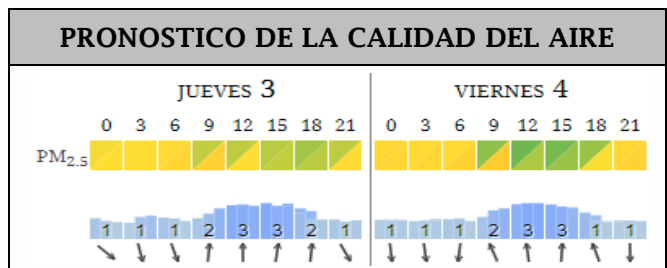 PRONOSTICO DE LA CALIDAD DEL AIRE
JUEVES 3 VIERNES 4
0 3 6 9 12 15 18 21 0 3 6 9 12 15 18 21
PM2.5
1 1 1 2 3 3 2 1 1 1 1 2 3 3 1 1